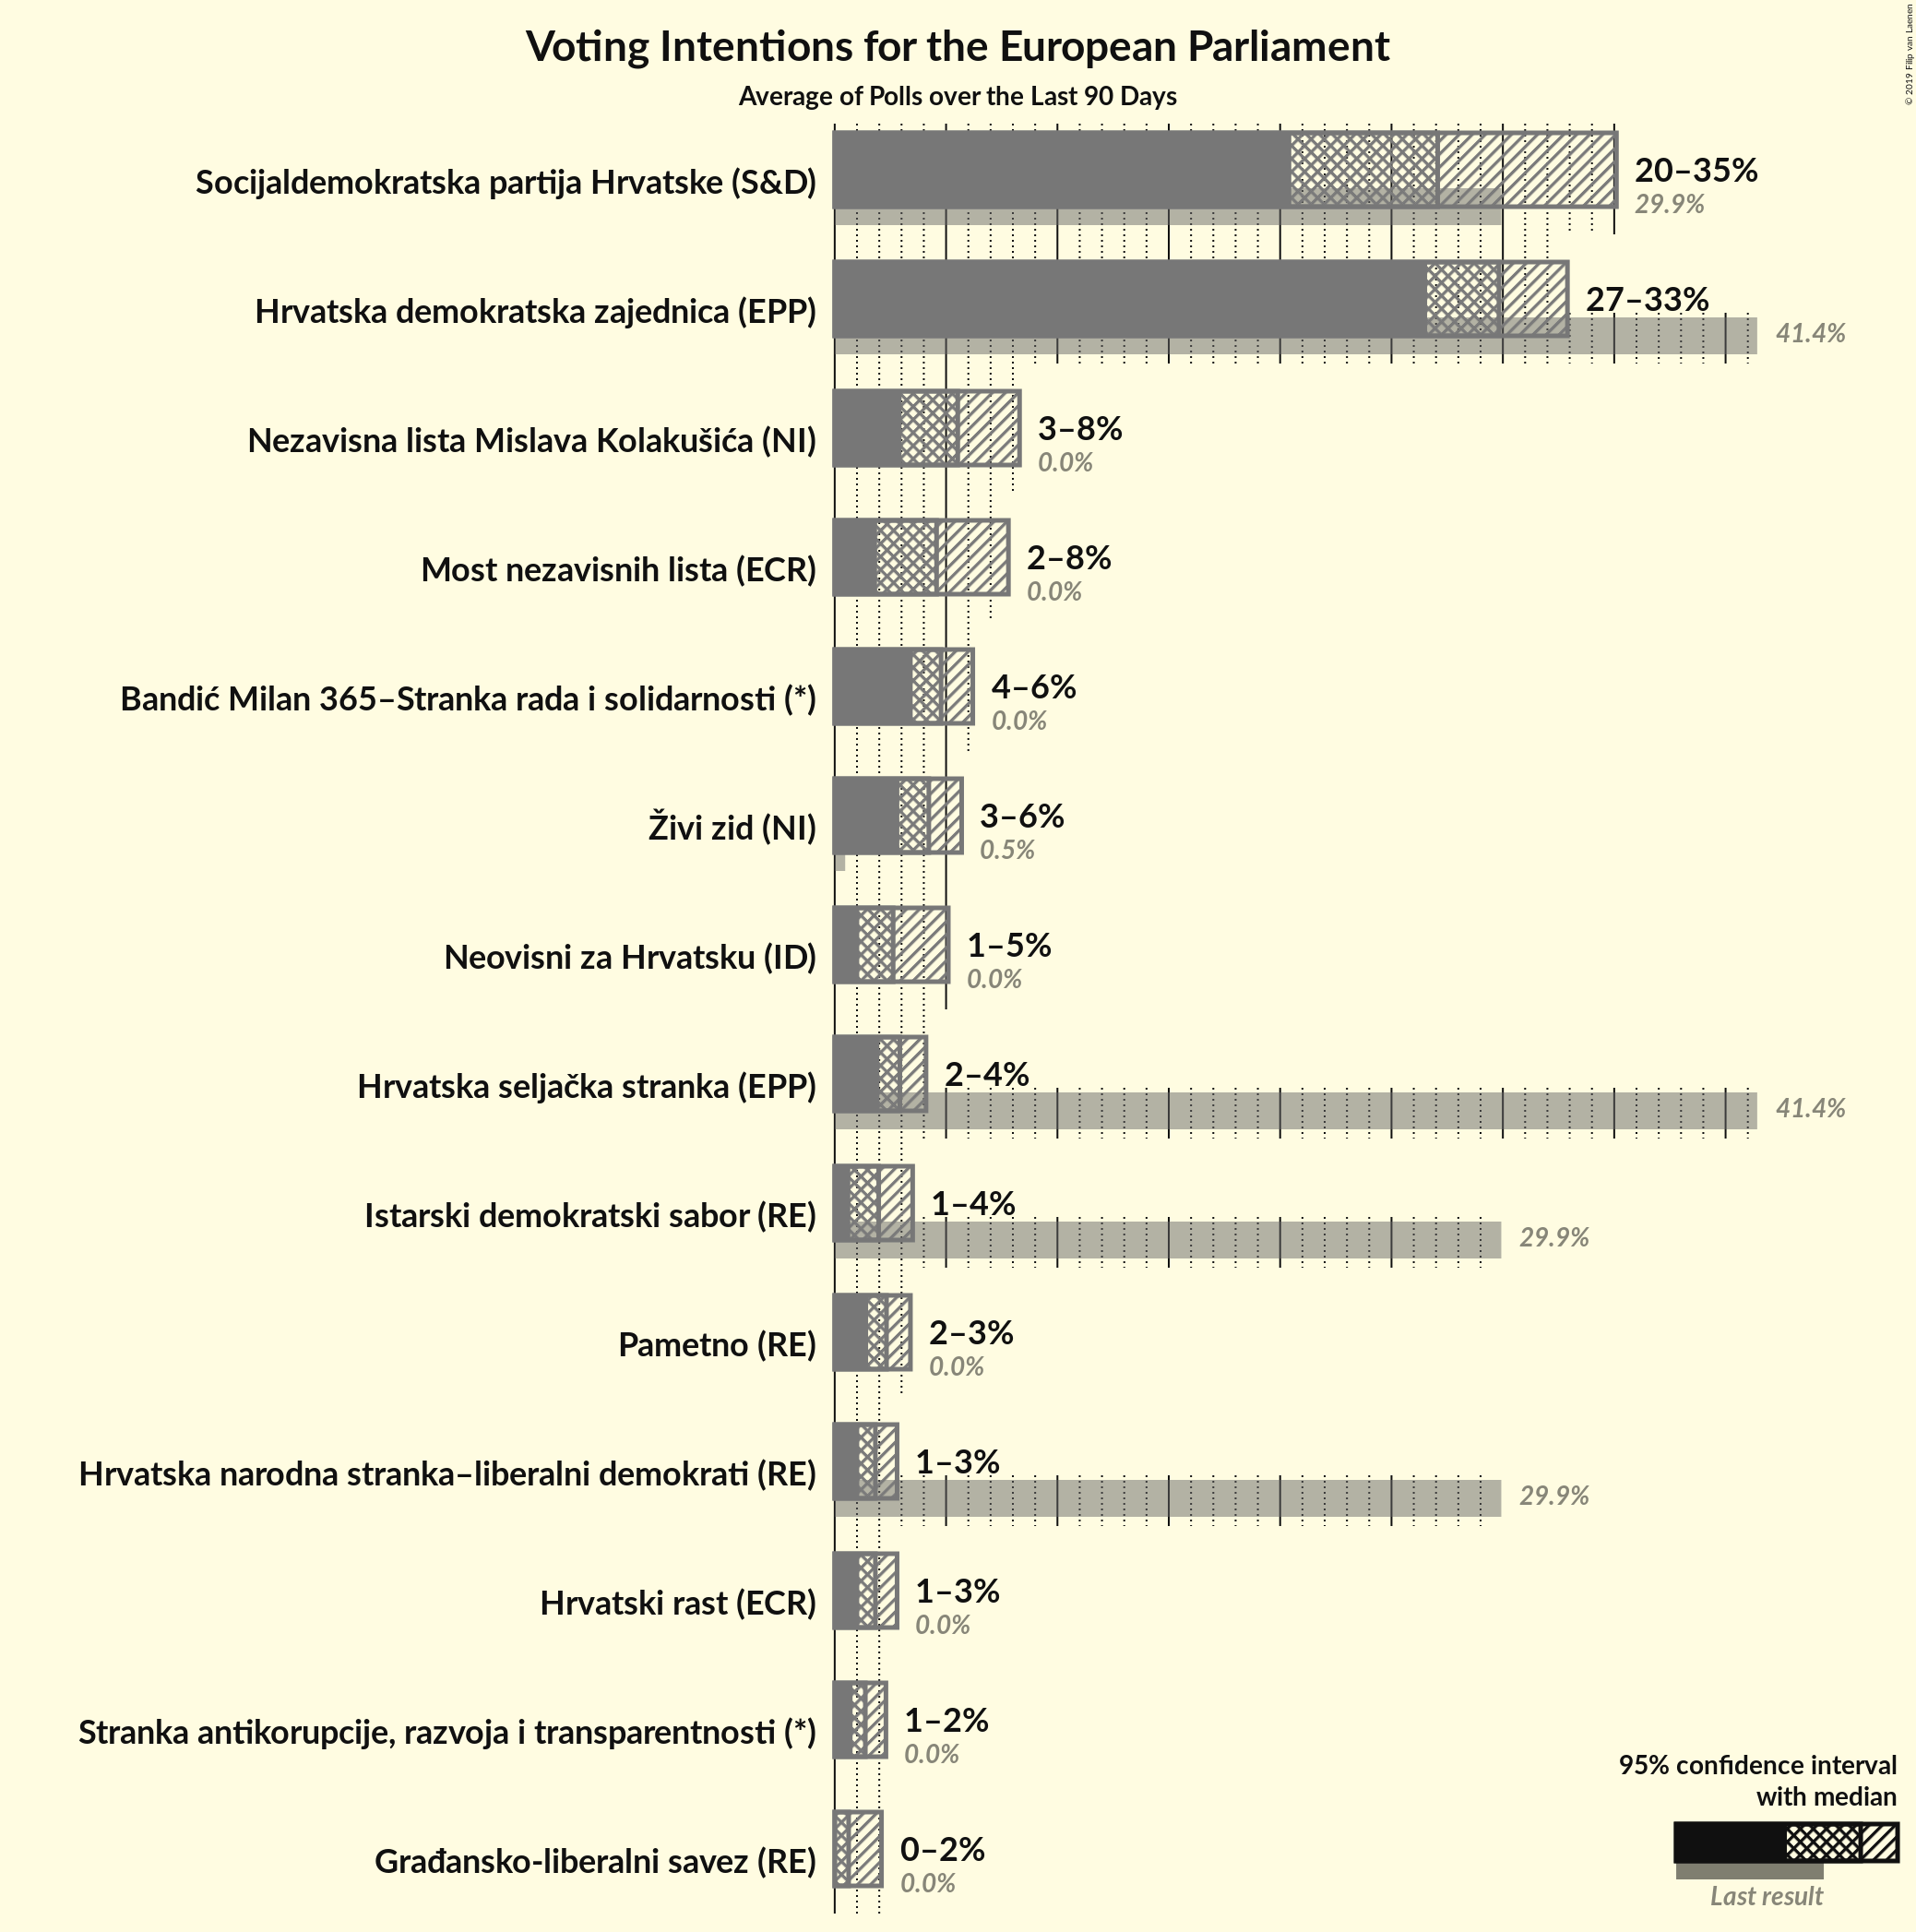 © 2019 Filip van Laenen
Voting Intentions for the European Parliament
Average of Polls over the Last 90 Days
Socijaldemokratska partija Hrvatske (S&D)
20–35%
29.9%
Hrvatska demokratska zajednica (EPP)
27–33%
41.4%
Nezavisna lista Mislava Kolakušića (NI)
3–8%
0.0%
Most nezavisnih lista (ECR)
2–8%
0.0%
Bandić Milan 365–Stranka rada i solidarnosti (*)
4–6%
0.0%
Živi zid (NI)
3–6%
0.5%
Neovisni za Hrvatsku (ID)
1–5%
0.0%
Hrvatska seljačka stranka (EPP)
2–4%
41.4%
Istarski demokratski sabor (RE)
1–4%
29.9%
Pametno (RE)
2–3%
0.0%
Hrvatska narodna stranka–liberalni demokrati (RE)
1–3%
29.9%
Hrvatski rast (ECR)
1–3%
0.0%
Stranka antikorupcije, razvoja i transparentnosti (*)
1–2%
0.0%
Građansko-liberalni savez (RE)
0–2%
0.0%
95% confidence interval
with median
Last result